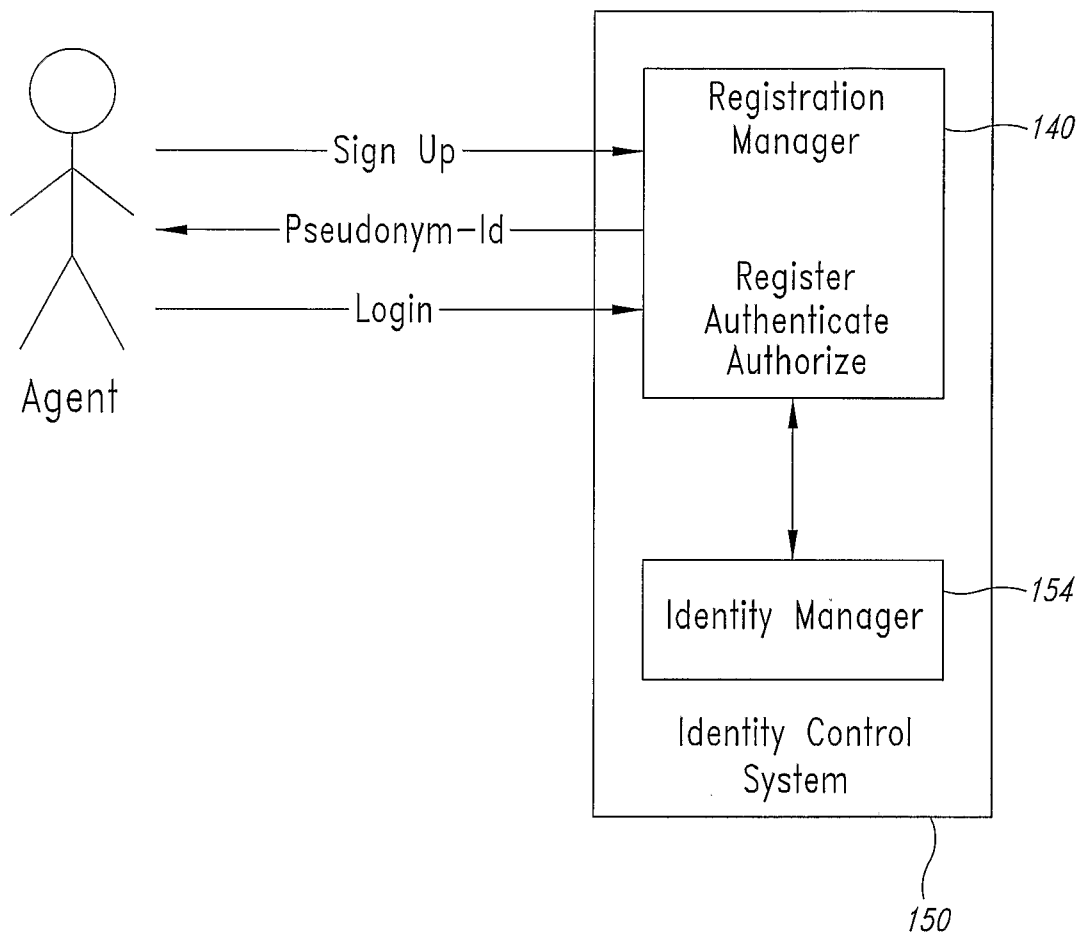 Registration
Manager
140
Sign Up
Pseudonym-Id
Login
Register
Authenticate
Authorize
Agent
154
Identity Manager
Identity Control
System
150